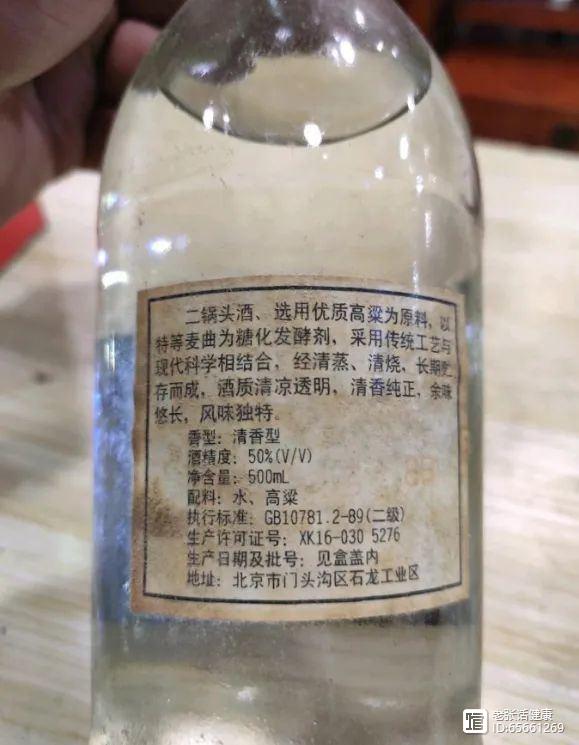 二锅头酒、选用优质高粱为原料，以
特等麦曲为糖化发酵剂，采用传统工艺与
现代科学相结合，经清蒸、清烧，长期贮
存而成，酒质清凉透明，清香纯正，余味
悠长，风味独特。
香型：清香型
酒精度：50%(V/V)
净含量：500mL
配料：水、高粱
执行标准：GB10781.2-89(二级)
生产许可证号：XK16-030 5276
生产日期及批号：见盒盖内
地址：北京市门头沟区石龙工业区
老张话健康
ID:65661269